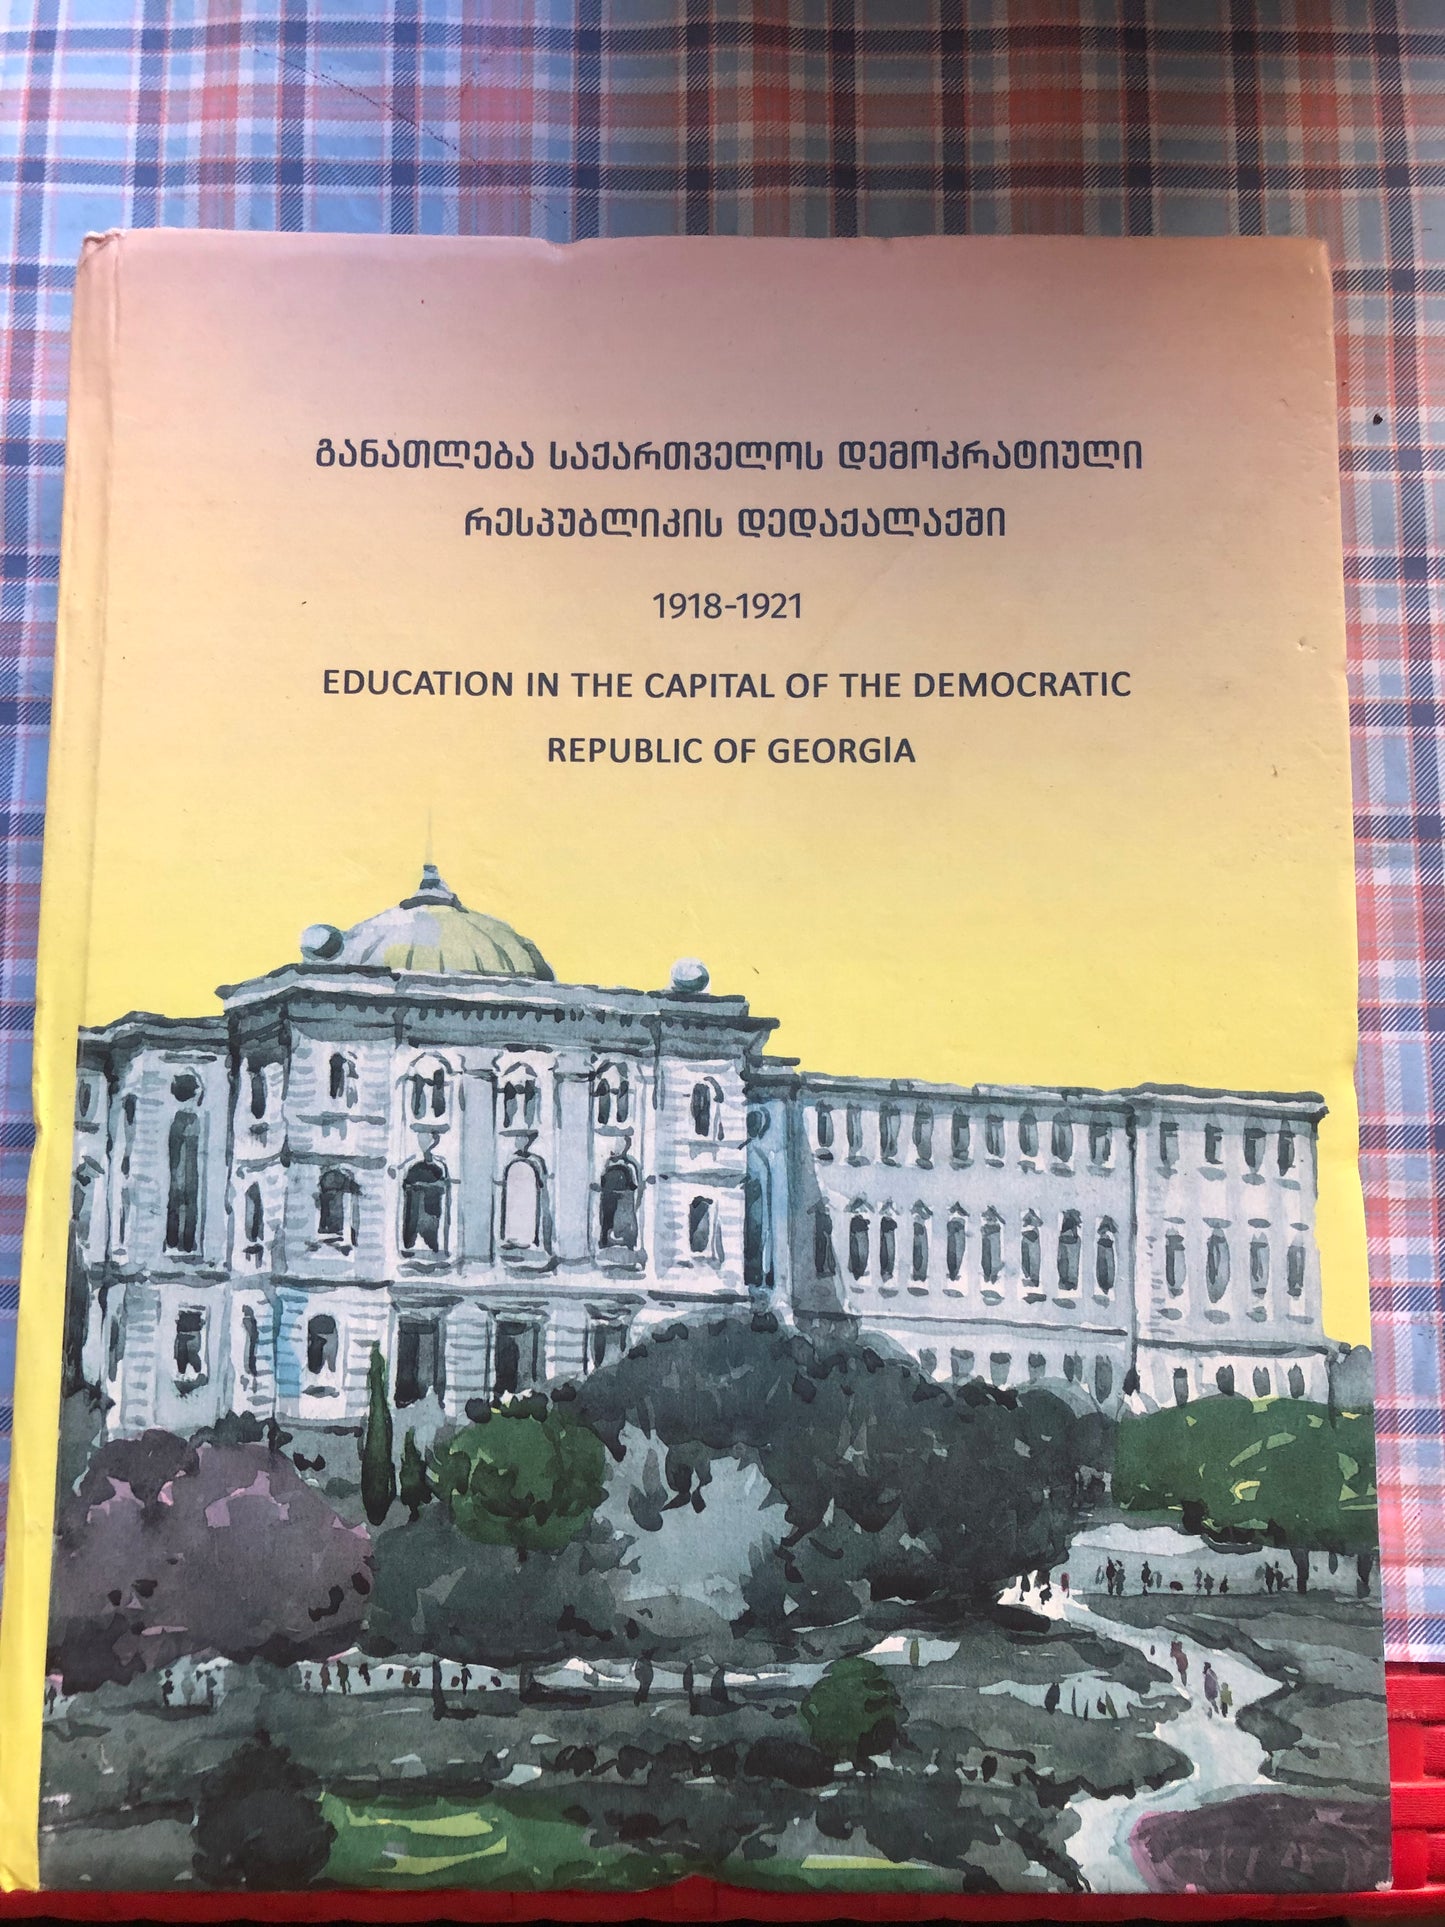 განათლება საქართველოს დემოკრატიული
რესპუბლიკის დედაქალაქში
1918-1921
EDUCATION IN THE CAPITAL OF THE DEMOCRATIC
REPUBLIC OF GEORGIA